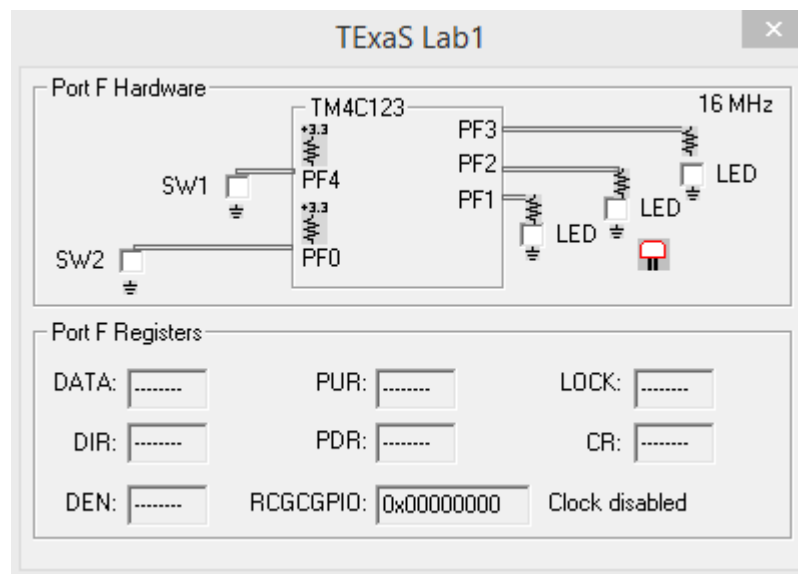 TExaS Lab1
Port F Hardware
TM4C123
16 MHz
+3.3
PF3
SW1
PF4
PF2
LED
+3.3
PF1
LED
LED
SW2
PF0
Port F Registers
DATA: --------
PUR: --------
LOCK: --------
DIR: --------
PDR: --------
CR: --------
DEN: --------
RCGCGPIO: 0x00000000
Clock disabled